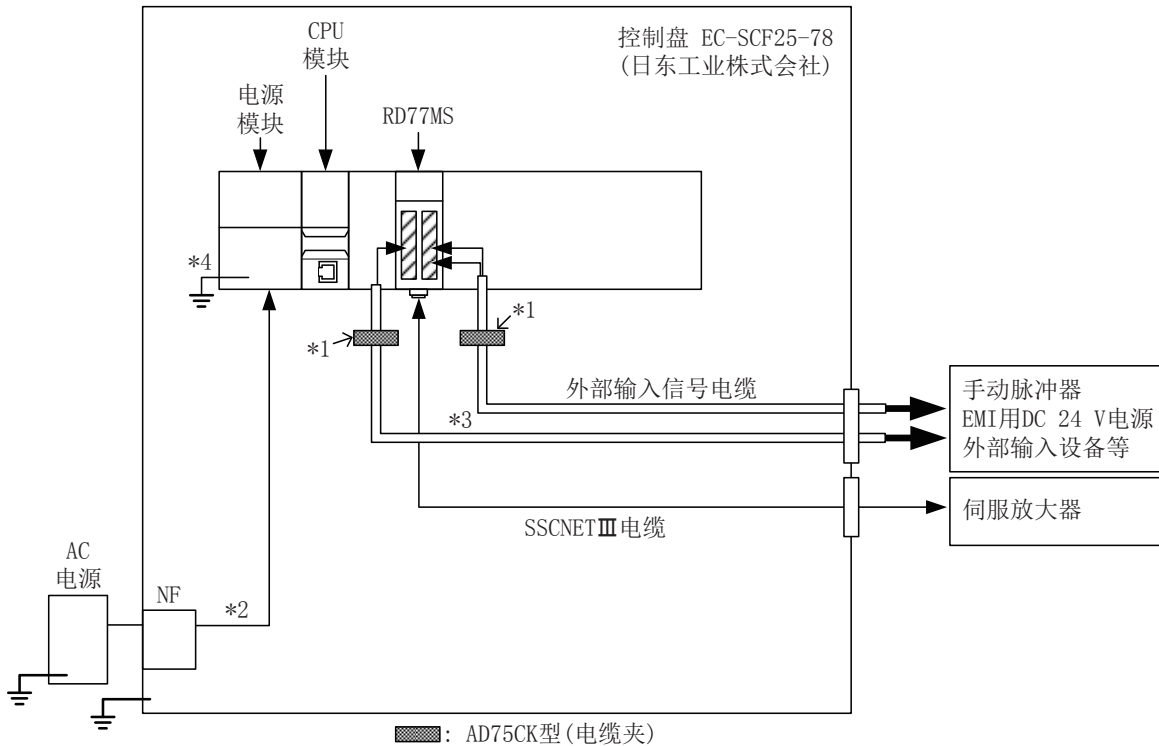 CPU
模块
控制盘 EC-SCF25-78
(日东工业株式会社)
电源
模块
RD77MS
*4
*1
*1
外部输入信号电缆
*3
手动脉冲器
EMI用DC 24 V电源
外部输入设备等
SSCNETⅢ电缆
伺服放大器
AC
电源
NF
*2
: AD75CK型(电缆夹)